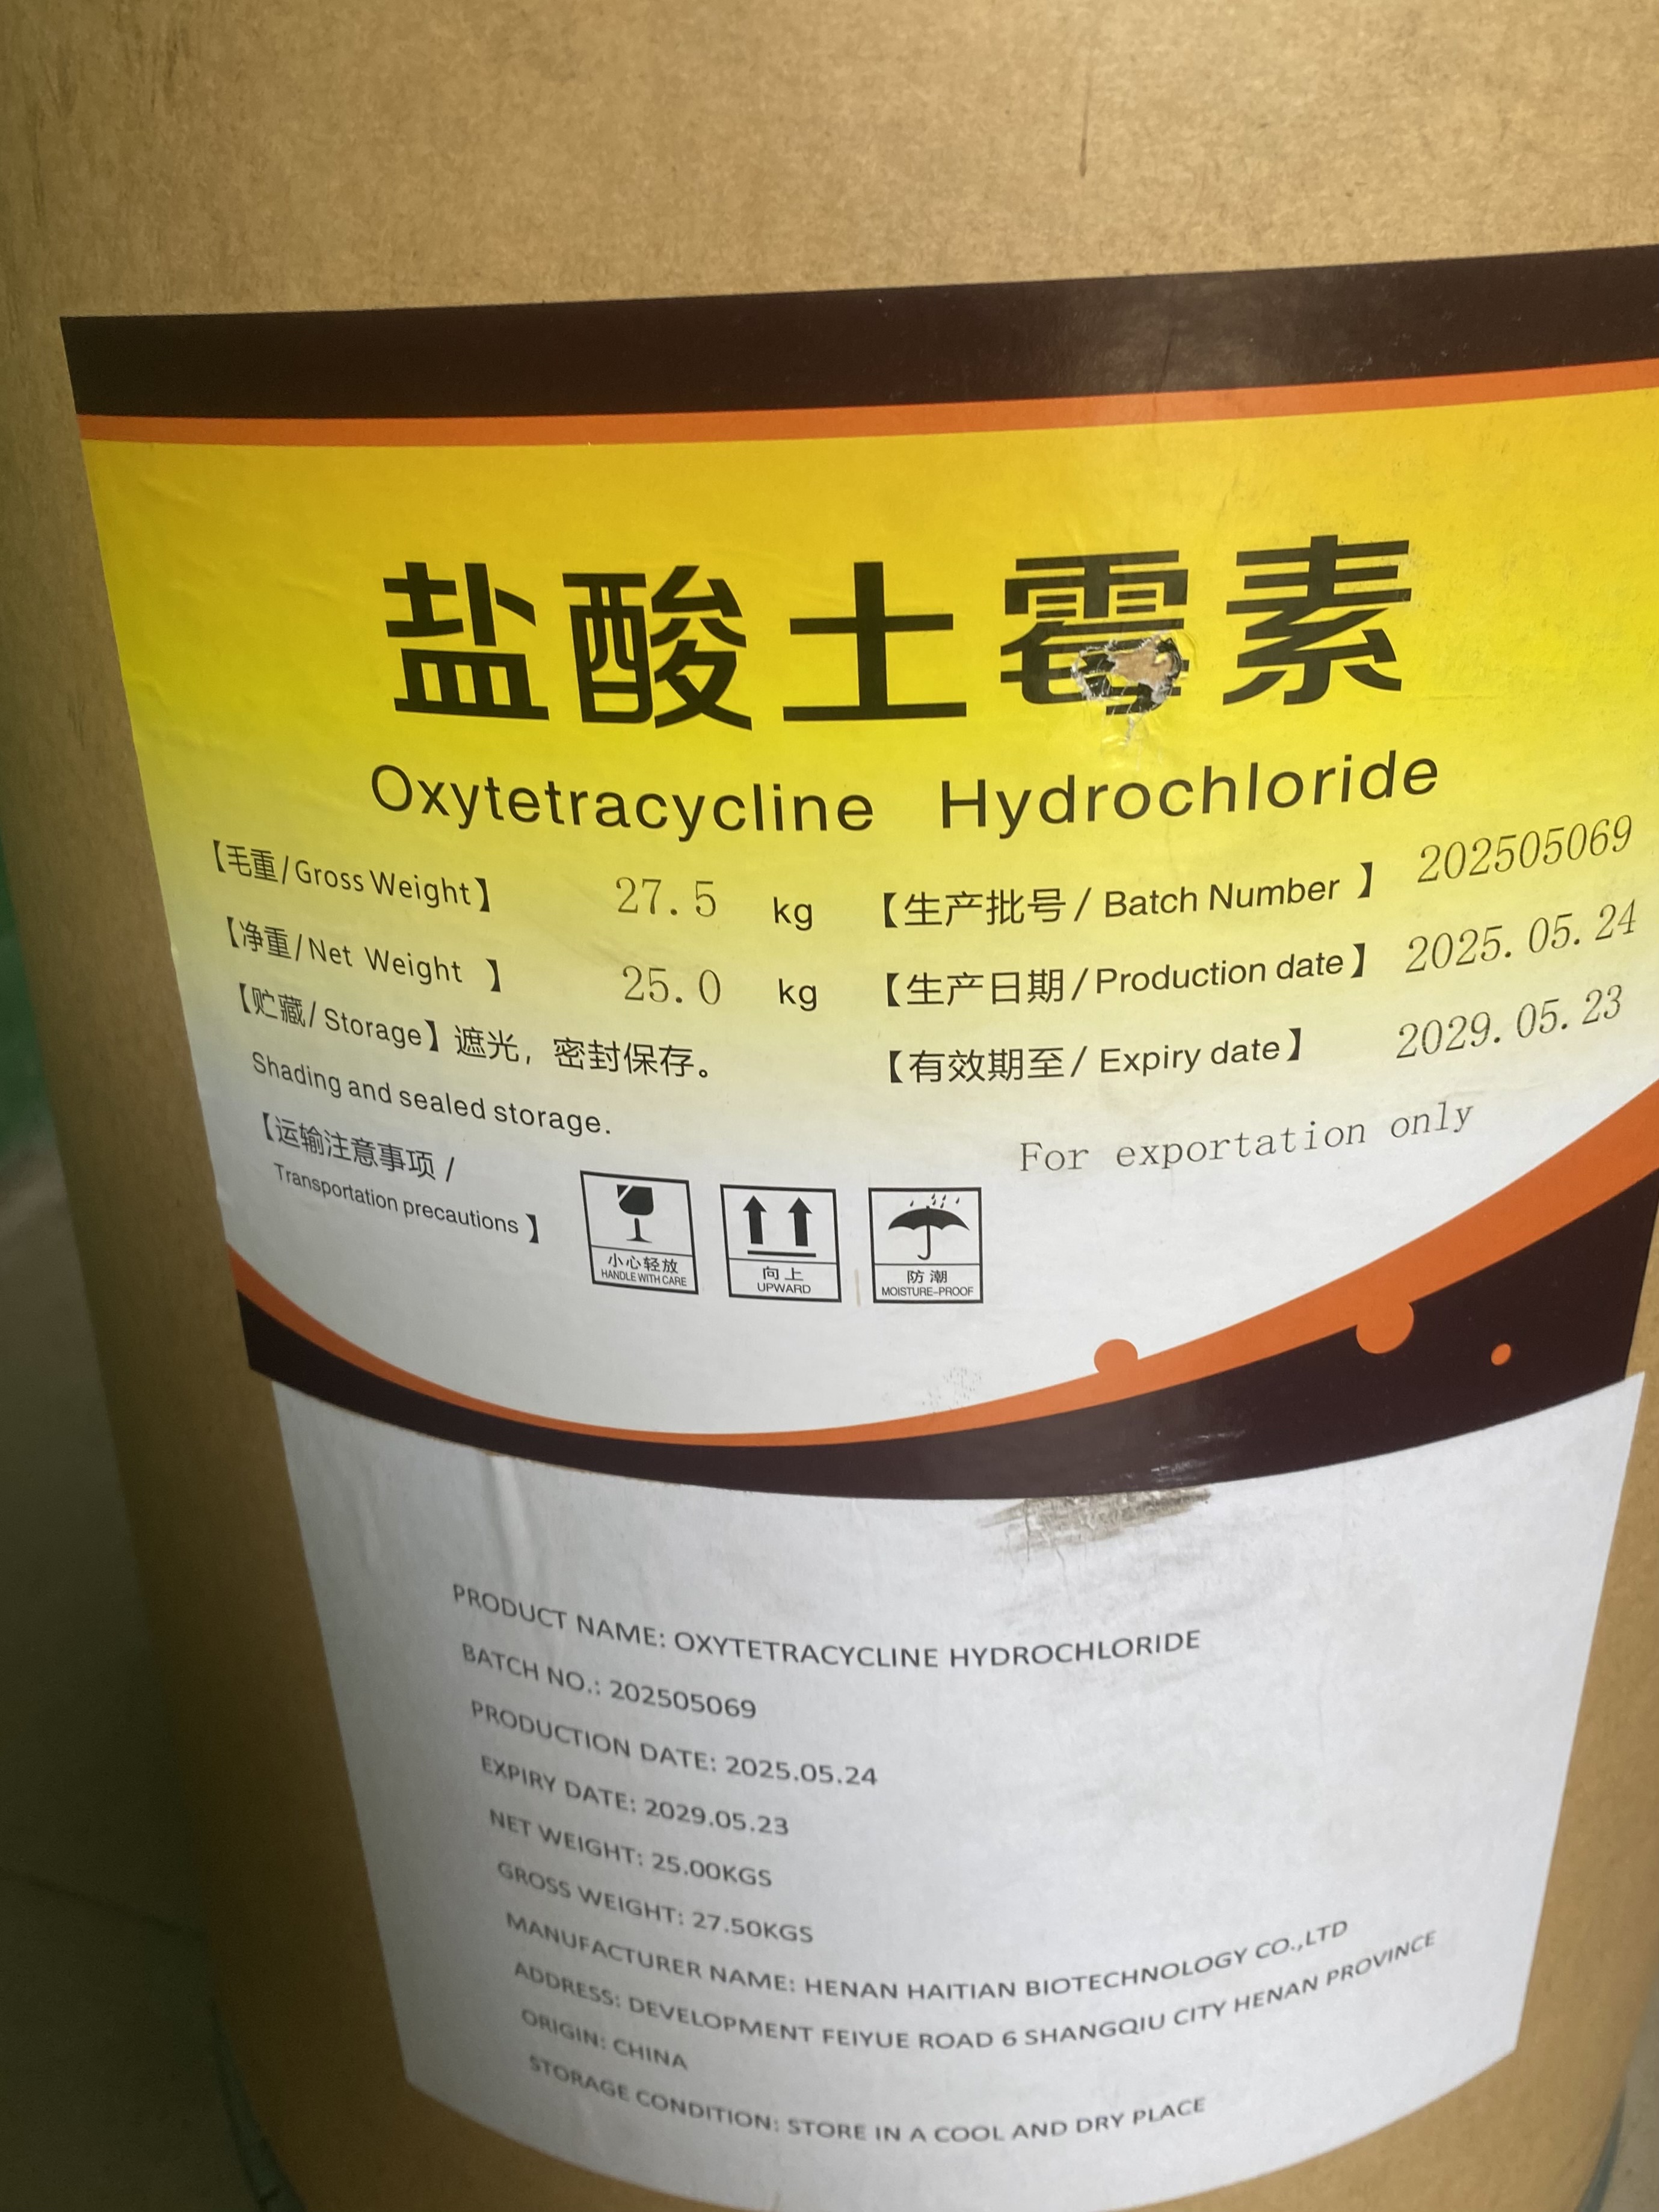 盐酸土霉素
Oxytetracycline Hydrochloride
【毛重/Gross Weight】 27.5 kg
【净重/Net Weight 】 25.0 kg
【贮藏/Storage】遮光，密封保存。
Shading and sealed storage.
【运输注意事项/
Transportation precautions】
小心轻放
HANDLE WITH CARE
向上
UPWARD
防潮
MOISTURE-PROOF
【生产批号/Batch Number 】 202505069
【生产日期/Production date】 2025.05.24
【有效期至/Expiry date】 2029.05.23
For exportation only
PRODUCT NAME: OXYTETRACYCLINE HYDROCHLORIDE
BATCH NO.: 202505069
PRODUCTION DATE: 2025.05.24
EXPIRY DATE: 2029.05.23
NET WEIGHT: 25.00KGS
GROSS WEIGHT: 27.50KGS
MANUFACTURER NAME: HENAN HAITIAN BIOTECHNOLOGY CO.,LTD
ADDRESS: DEVELOPMENT FEIYUE ROAD 6 SHANGQIU CITY HENAN PROVINCE
ORIGIN: CHINA
STORAGE CONDITION: STORE IN A COOL AND DRY PLACE